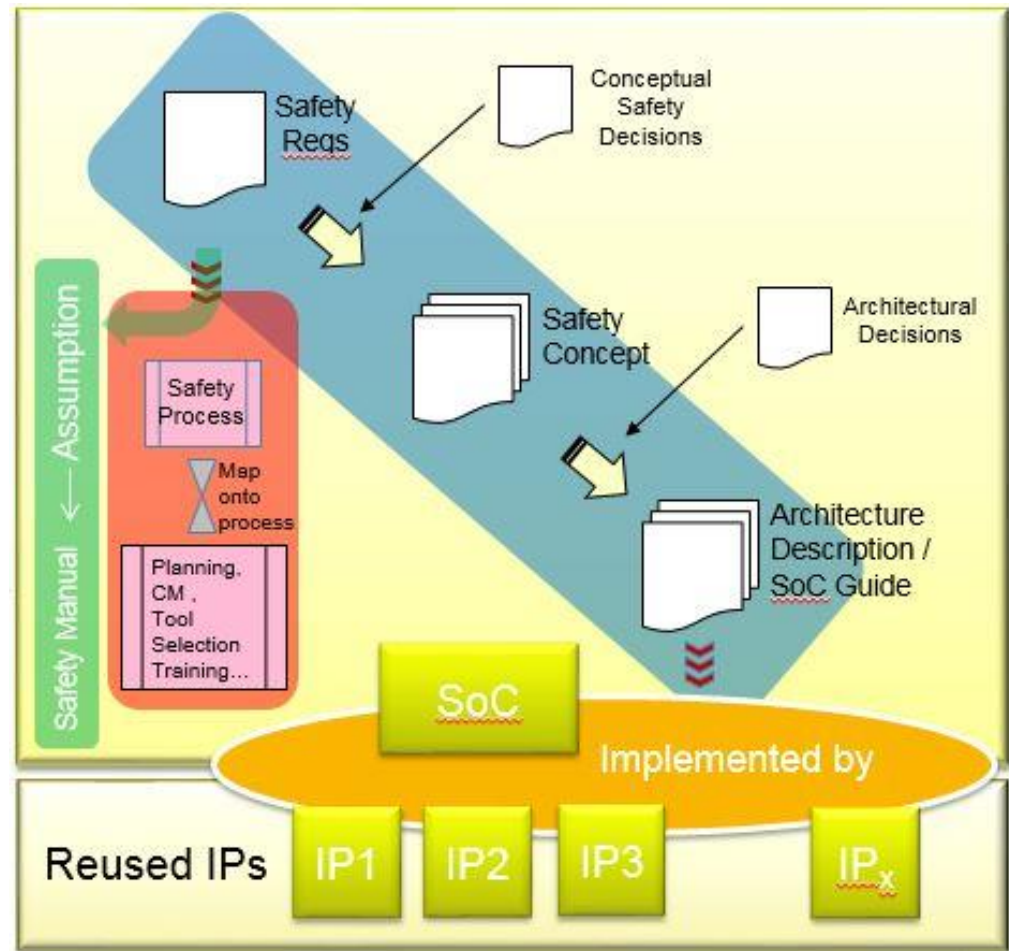 Safety
Reqs
Conceptual
Safety
Decisions
Safety
Concept
Architectural
Decisions
Safety Manual ← Assumption
Safety
Process
Map
onto
process
Planning,
CM ,
Tool
Selection
Training...
Architecture
Description /
SoC Guide
SoC
Implemented by
Reused IPs
IP1
IP2
IP3
IPx